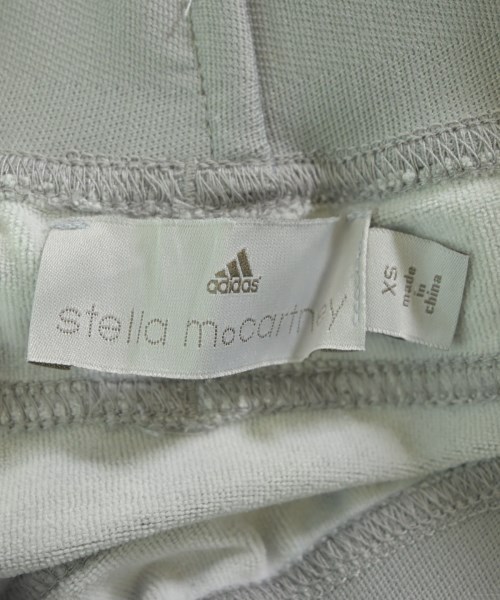 adidas
stella mccartney
XS
made
in
china